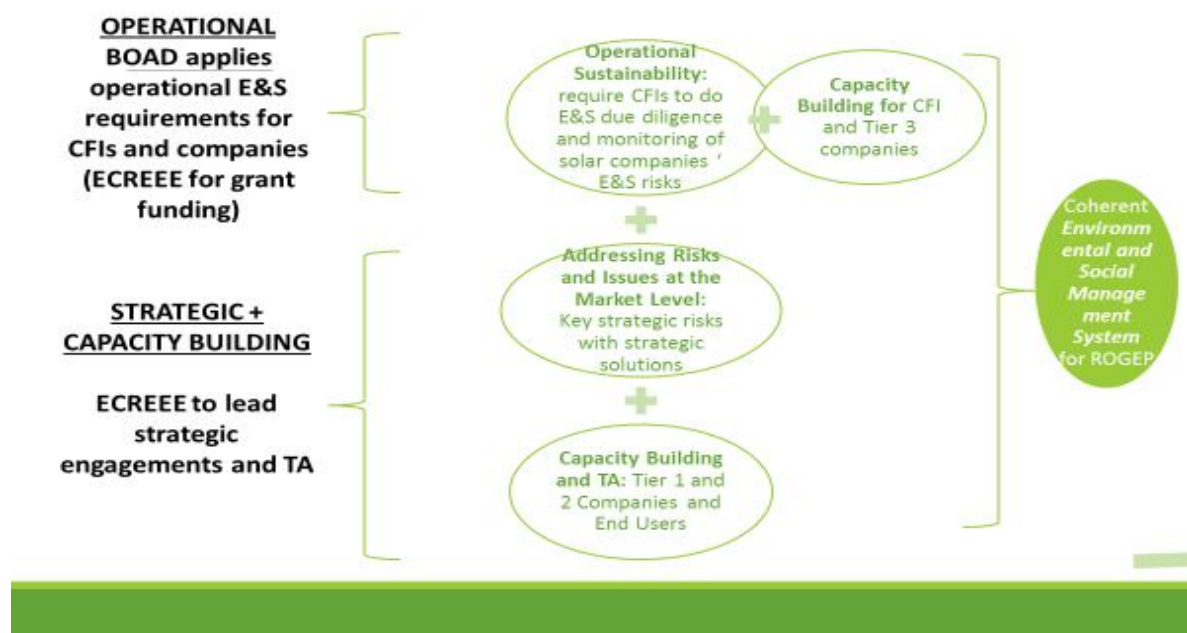 OPERATIONAL
BOAD applies
operational E&S
requirements for
CFIs and companies
(ECREEE for grant
funding)
STRATEGIC +
CAPACITY BUILDING
ECREEE to lead
strategic
engagements and TA
Operational
Sustainability:
require CFIs to do
E&S due diligence
and monitoring of
solar companies ‘
E&S risks
Capacity
Building for CFI
and Tier 3
companies
Addressing Risks
and Issues at the
Market Level:
Key strategic risks
with strategic
solutions
Capacity Building
and TA: Tier 1 and
2 Companies and
End Users
Coherent
Environm
ental and
Social
Manage
ment
System
for ROGEP